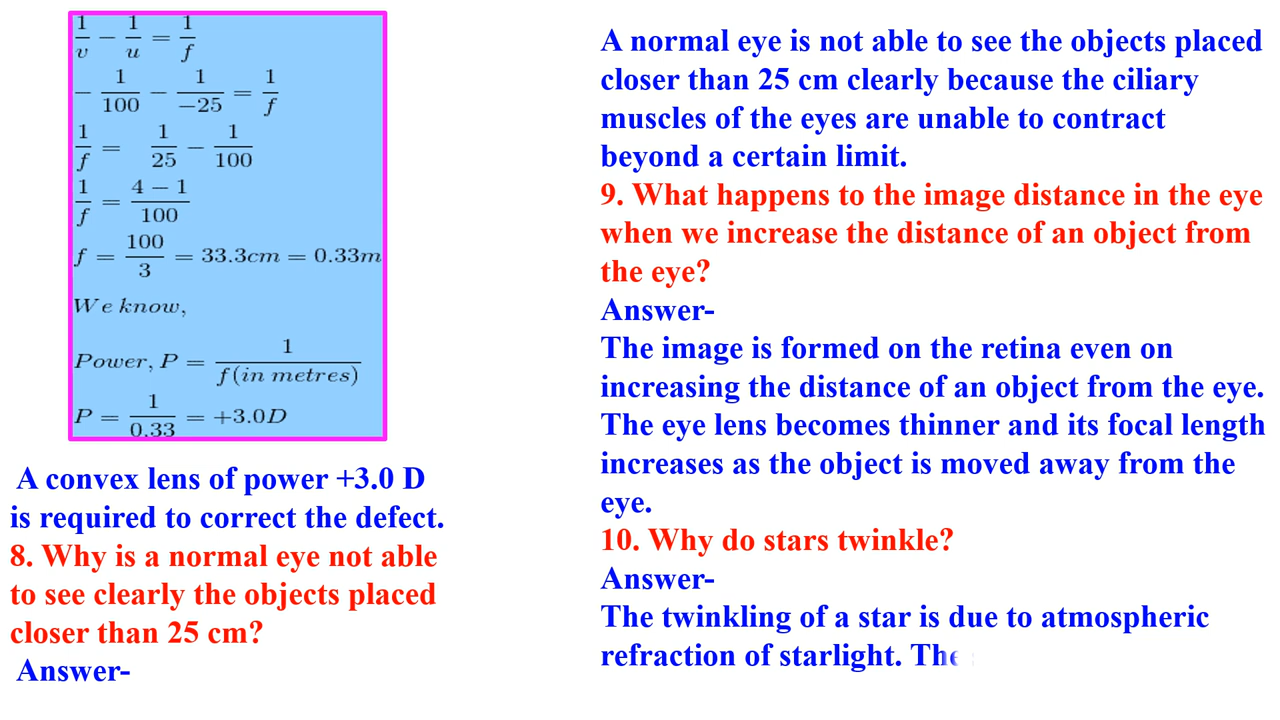 1/v − 1/u = 1/f
− 1/100 − 1/−25 = 1/f
1/f = 1/25 − 1/100
1/f = 4 − 1/100
f = 100/3 = 33.3cm = 0.33m
We know,
Power, P = 1/f(in metres)
P = 1/0.33 = +3.0D
A convex lens of power +3.0 D
is required to correct the defect.
8. Why is a normal eye not able
to see clearly the objects placed
closer than 25 cm?
Answer-
A normal eye is not able to see the objects placed
closer than 25 cm clearly because the ciliary
muscles of the eyes are unable to contract
beyond a certain limit.
9. What happens to the image distance in the eye
when we increase the distance of an object from
the eye?
Answer-
The image is formed on the retina even on
increasing the distance of an object from the eye.
The eye lens becomes thinner and its focal length
increases as the object is moved away from the
eye.
10. Why do stars twinkle?
Answer-
The twinkling of a star is due to atmospheric
refraction of starlight. The